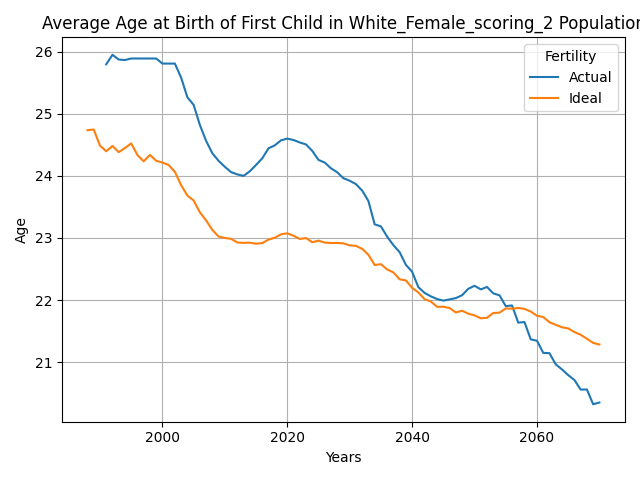 Average Age at Birth of First Child in White_Female_scoring_2 Population
Fertility
Actual
Ideal
26
25
24
23
22
21
Age
2000
2020
2040
2060
Years